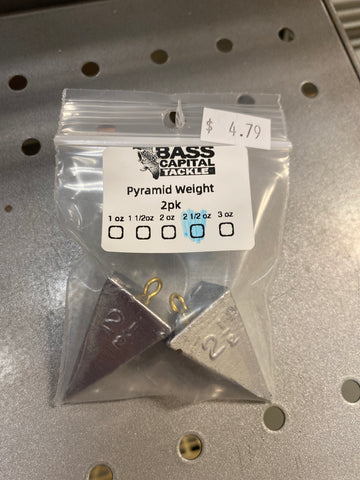 $ 4.79
BASS
CAPITAL
TACKLE
Pyramid Weight
2pk
1 oz 1 1/2oz 2 oz 2 1/2 oz 3 oz
2 1/2
2 1/2